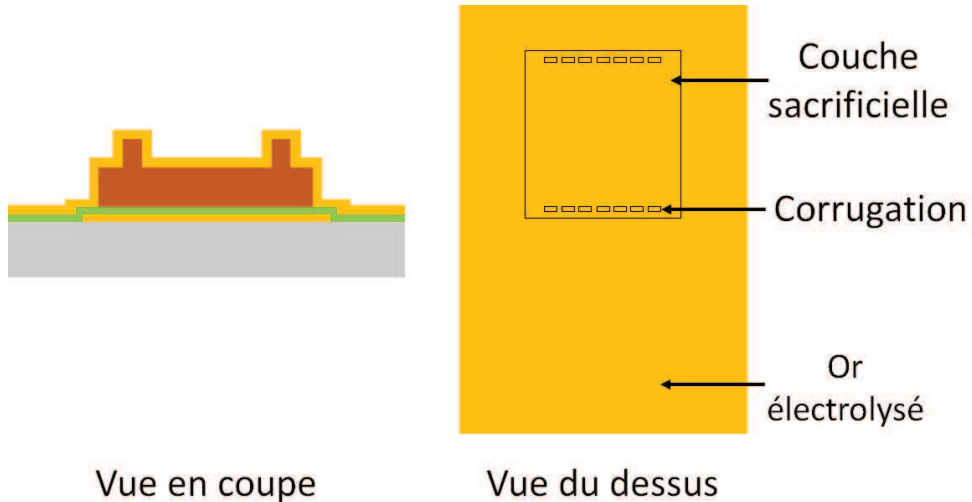 Couche
sacrificielle
Corrugation
Or
électrolysé
Vue en coupe
Vue du dessus